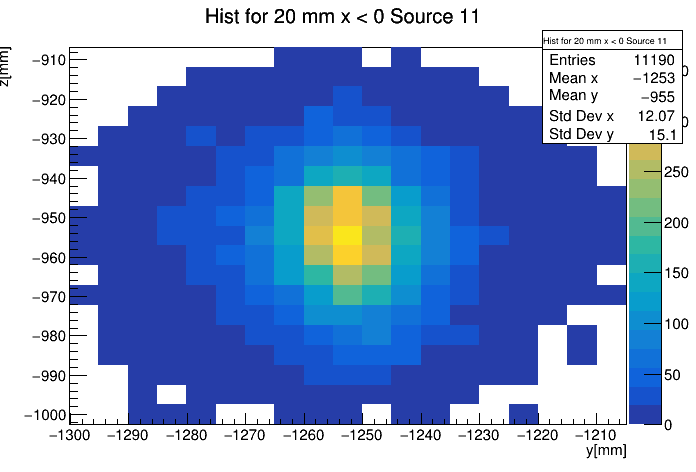 Hist for 20 mm x < 0 Source 11
z[mm]
Hist for 20 mm x < 0 Source 11
Entries 11190
Mean x −1253
Mean y −955
Std Dev x 12.07
Std Dev y 15.1
−910
−920
−930
−940
−950
−960
−970
−980
−990
−1000
−1300 −1290 −1280 −1270 −1260 −1250 −1240 −1230 −1220 −1210
y[mm]
250
200
150
100
50
0